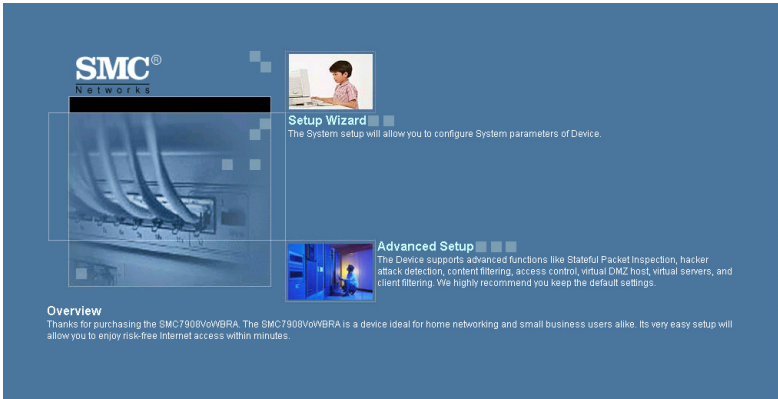 SMC®
Networks
Setup Wizard
The System setup will allow you to configure System parameters of Device.
Advanced Setup
The Device supports advanced functions like Stateful Packet Inspection, hacker
attack detection, content filtering, access control, virtual DMZ host, virtual servers, and
client filtering. We highly recommend you keep the default settings.
Overview
Thanks for purchasing the SMC7908VoWBRA. The SMC7908VoWBRA is a device ideal for home networking and small business users alike. Its very easy setup will
allow you to enjoy risk-free Internet access within minutes.